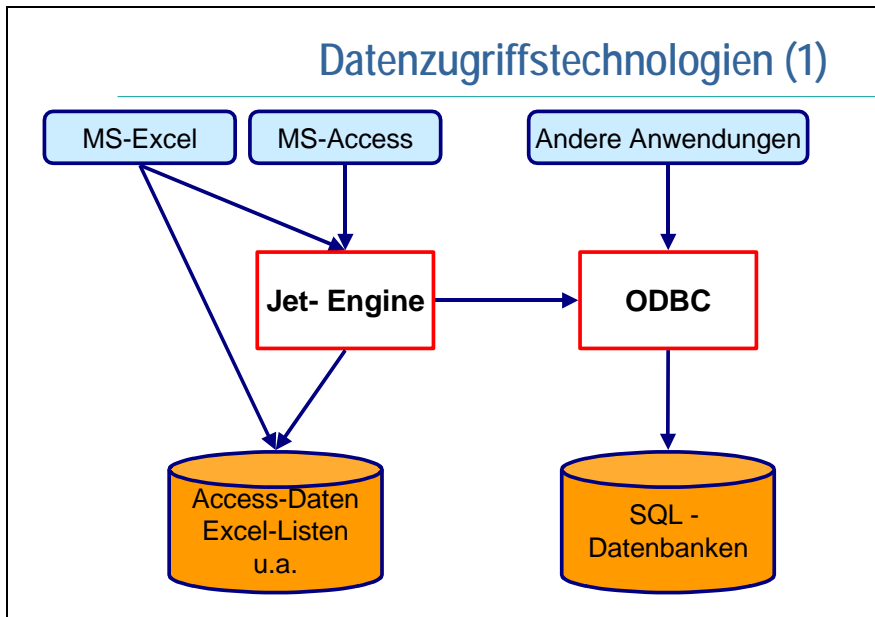 Datenzugriffstechnologien (1)
MS-Excel
MS-Access
Andere Anwendungen
Jet- Engine
ODBC
Access-Daten
Excel-Listen
u.a.
SQL -
Datenbanken